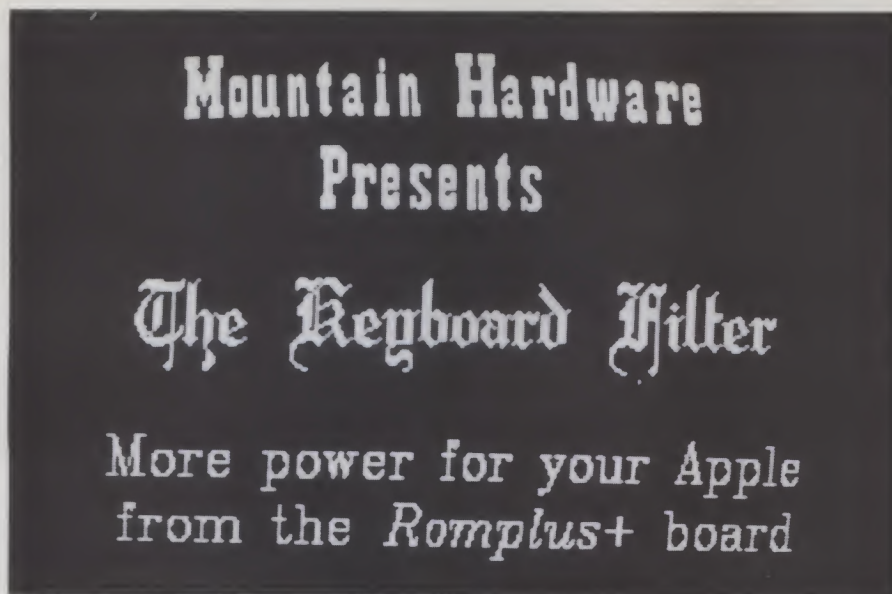 Mountain Hardware
Presents
The Keyboard Filter
More power for your Apple
from the Romplus+ board